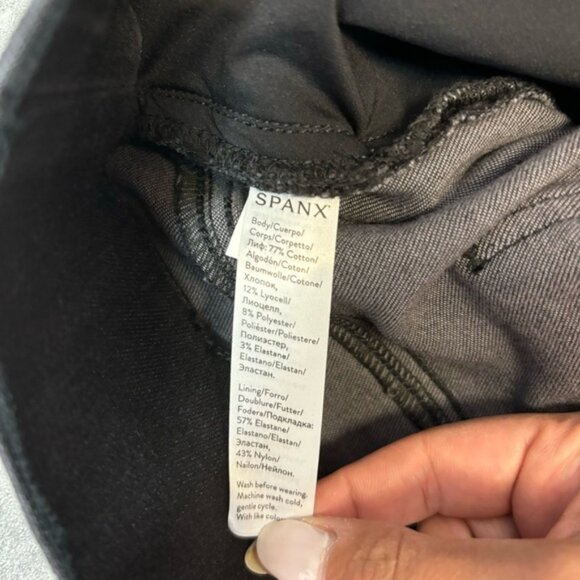 SPANX
Body/Cuerpo/
Corps/Corpetto/
Лиф: 77% Cotton/
Algodón/Coton/
Baumwolle/Cotone/
Хлопок,
12% Lyocell/
Лиоцелл,
8% Polyester/
Poliéster/Poliestere/
Полиэстер,
3% Elastane/
Elastano/Elastan/
Эластан.
Lining/Forro/
Doublure/Futter/
Fodera/Подкладка:
57% Elastane/
Elastano/Elastan/
Эластан,
43% Nylon/
Nailon/Нейлон.
Wash before wearing.
Machine wash cold,
gentle cycle.
With like